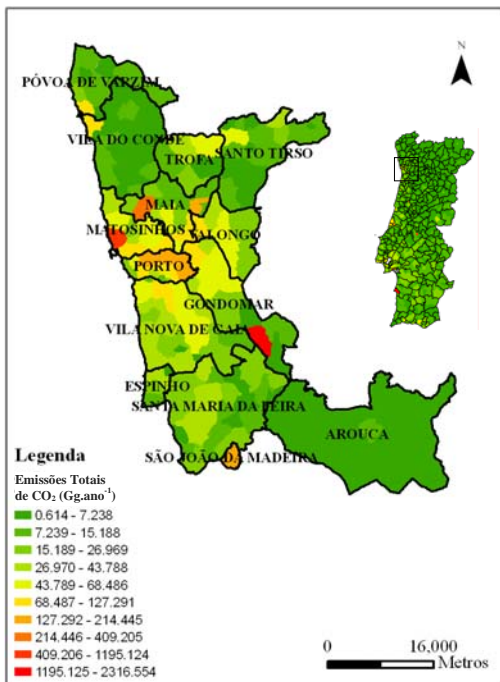 N
PÓVOA DE VARZIM
VILA DO CONDE
TROFA
SANTO TIRSO
MAIA
MATOSINHOS
VALONGO
PORTO
GONDOMAR
VILA NOVA DE GAIA
ESPINHO
SANTA MARIA DA FEIRA
AROUCA
SÃO JOÃO DA MADEIRA
Legenda
Emissões Totais
de CO₂ (Gg.ano⁻¹)
0.614 - 7.238
7.239 - 15.188
15.189 - 26.969
26.970 - 43.788
43.789 - 68.486
68.487 - 127.291
127.292 - 214.445
214.446 - 409.205
409.206 - 1195.124
1195.125 - 2316.554
0 16,000
Metros